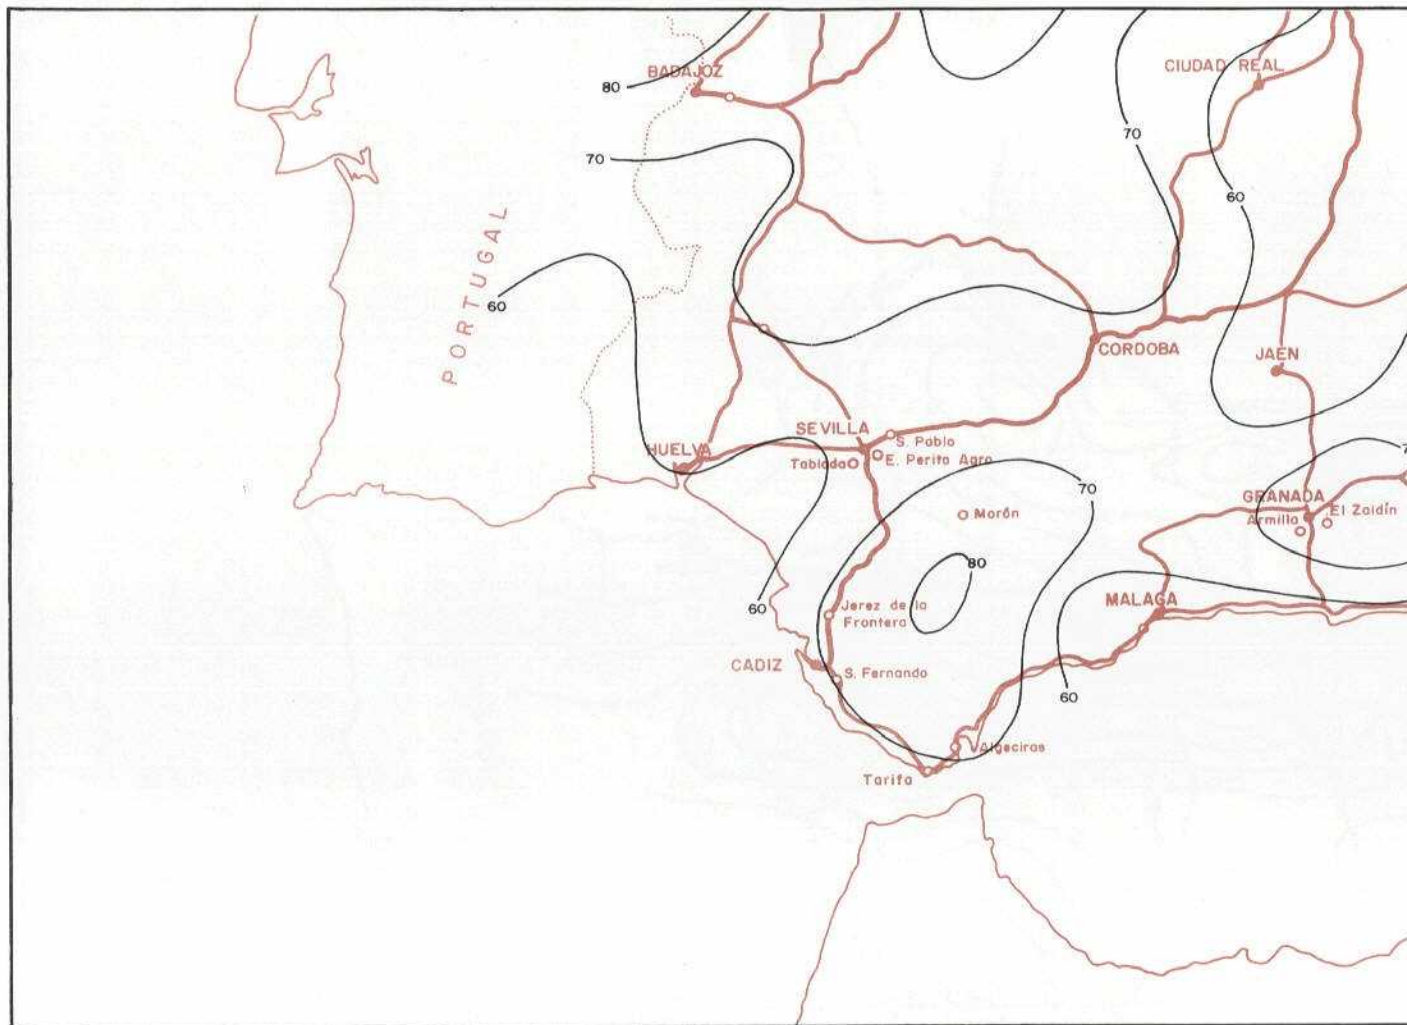 BADAJOZ
CIUDAD REAL
80
70
70
60
PORTUGAL
60
CORDOBA
JAEN
SEVILLA
S. Pablo
HUELVA
Tablada
E. Perito Agro
70
GRANADA
El Zaidín
Armilla
Morón
80
60
MALAGA
Jerez de la
Frontera
CADIZ
S. Fernando
60
Algeciras
Tarifa